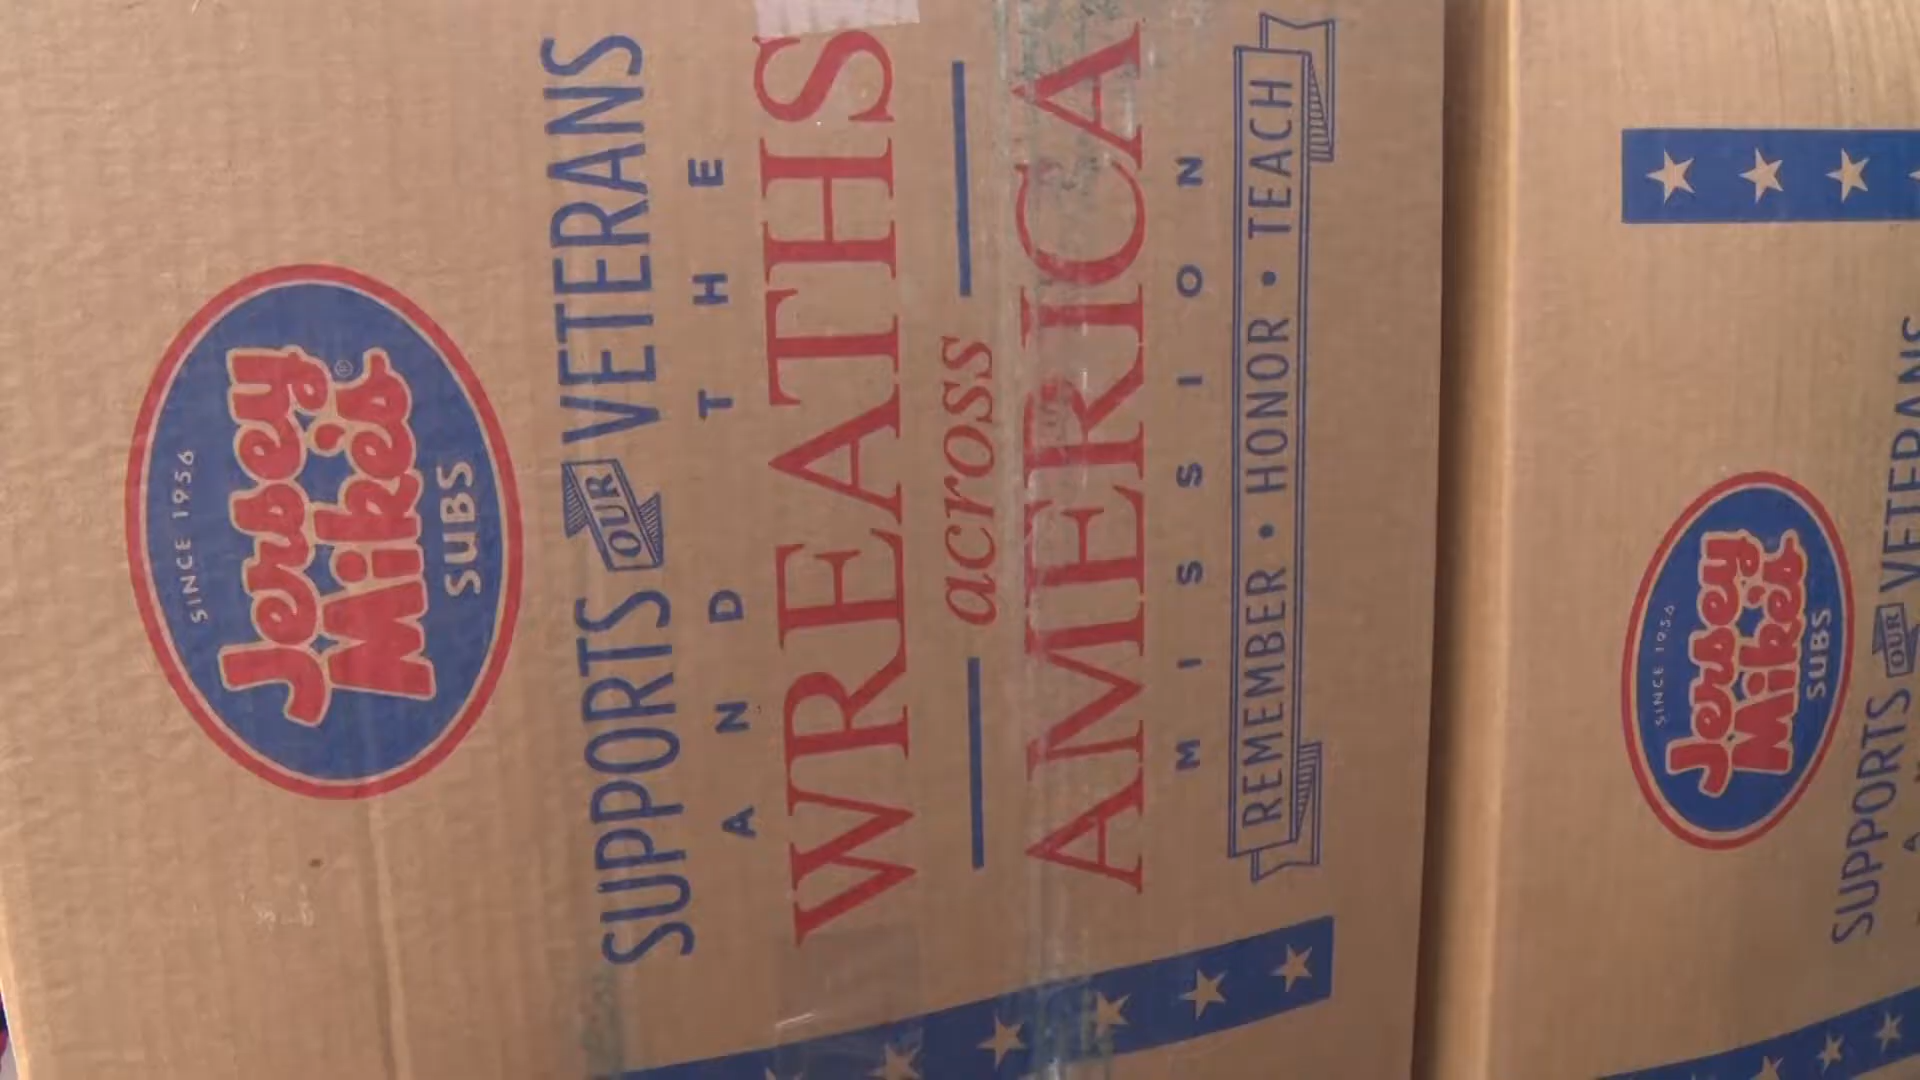 SINCE 1956
Jersey
Mike's®
SUBS
SUPPORTS OUR VETERANS
AND THE
WREATHS
across
AMERICA
MISSION
REMEMBER • HONOR • TEACH
SINCE 1956
Jersey
Mike's
SUBS
SUPPORTS OUR VETERANS